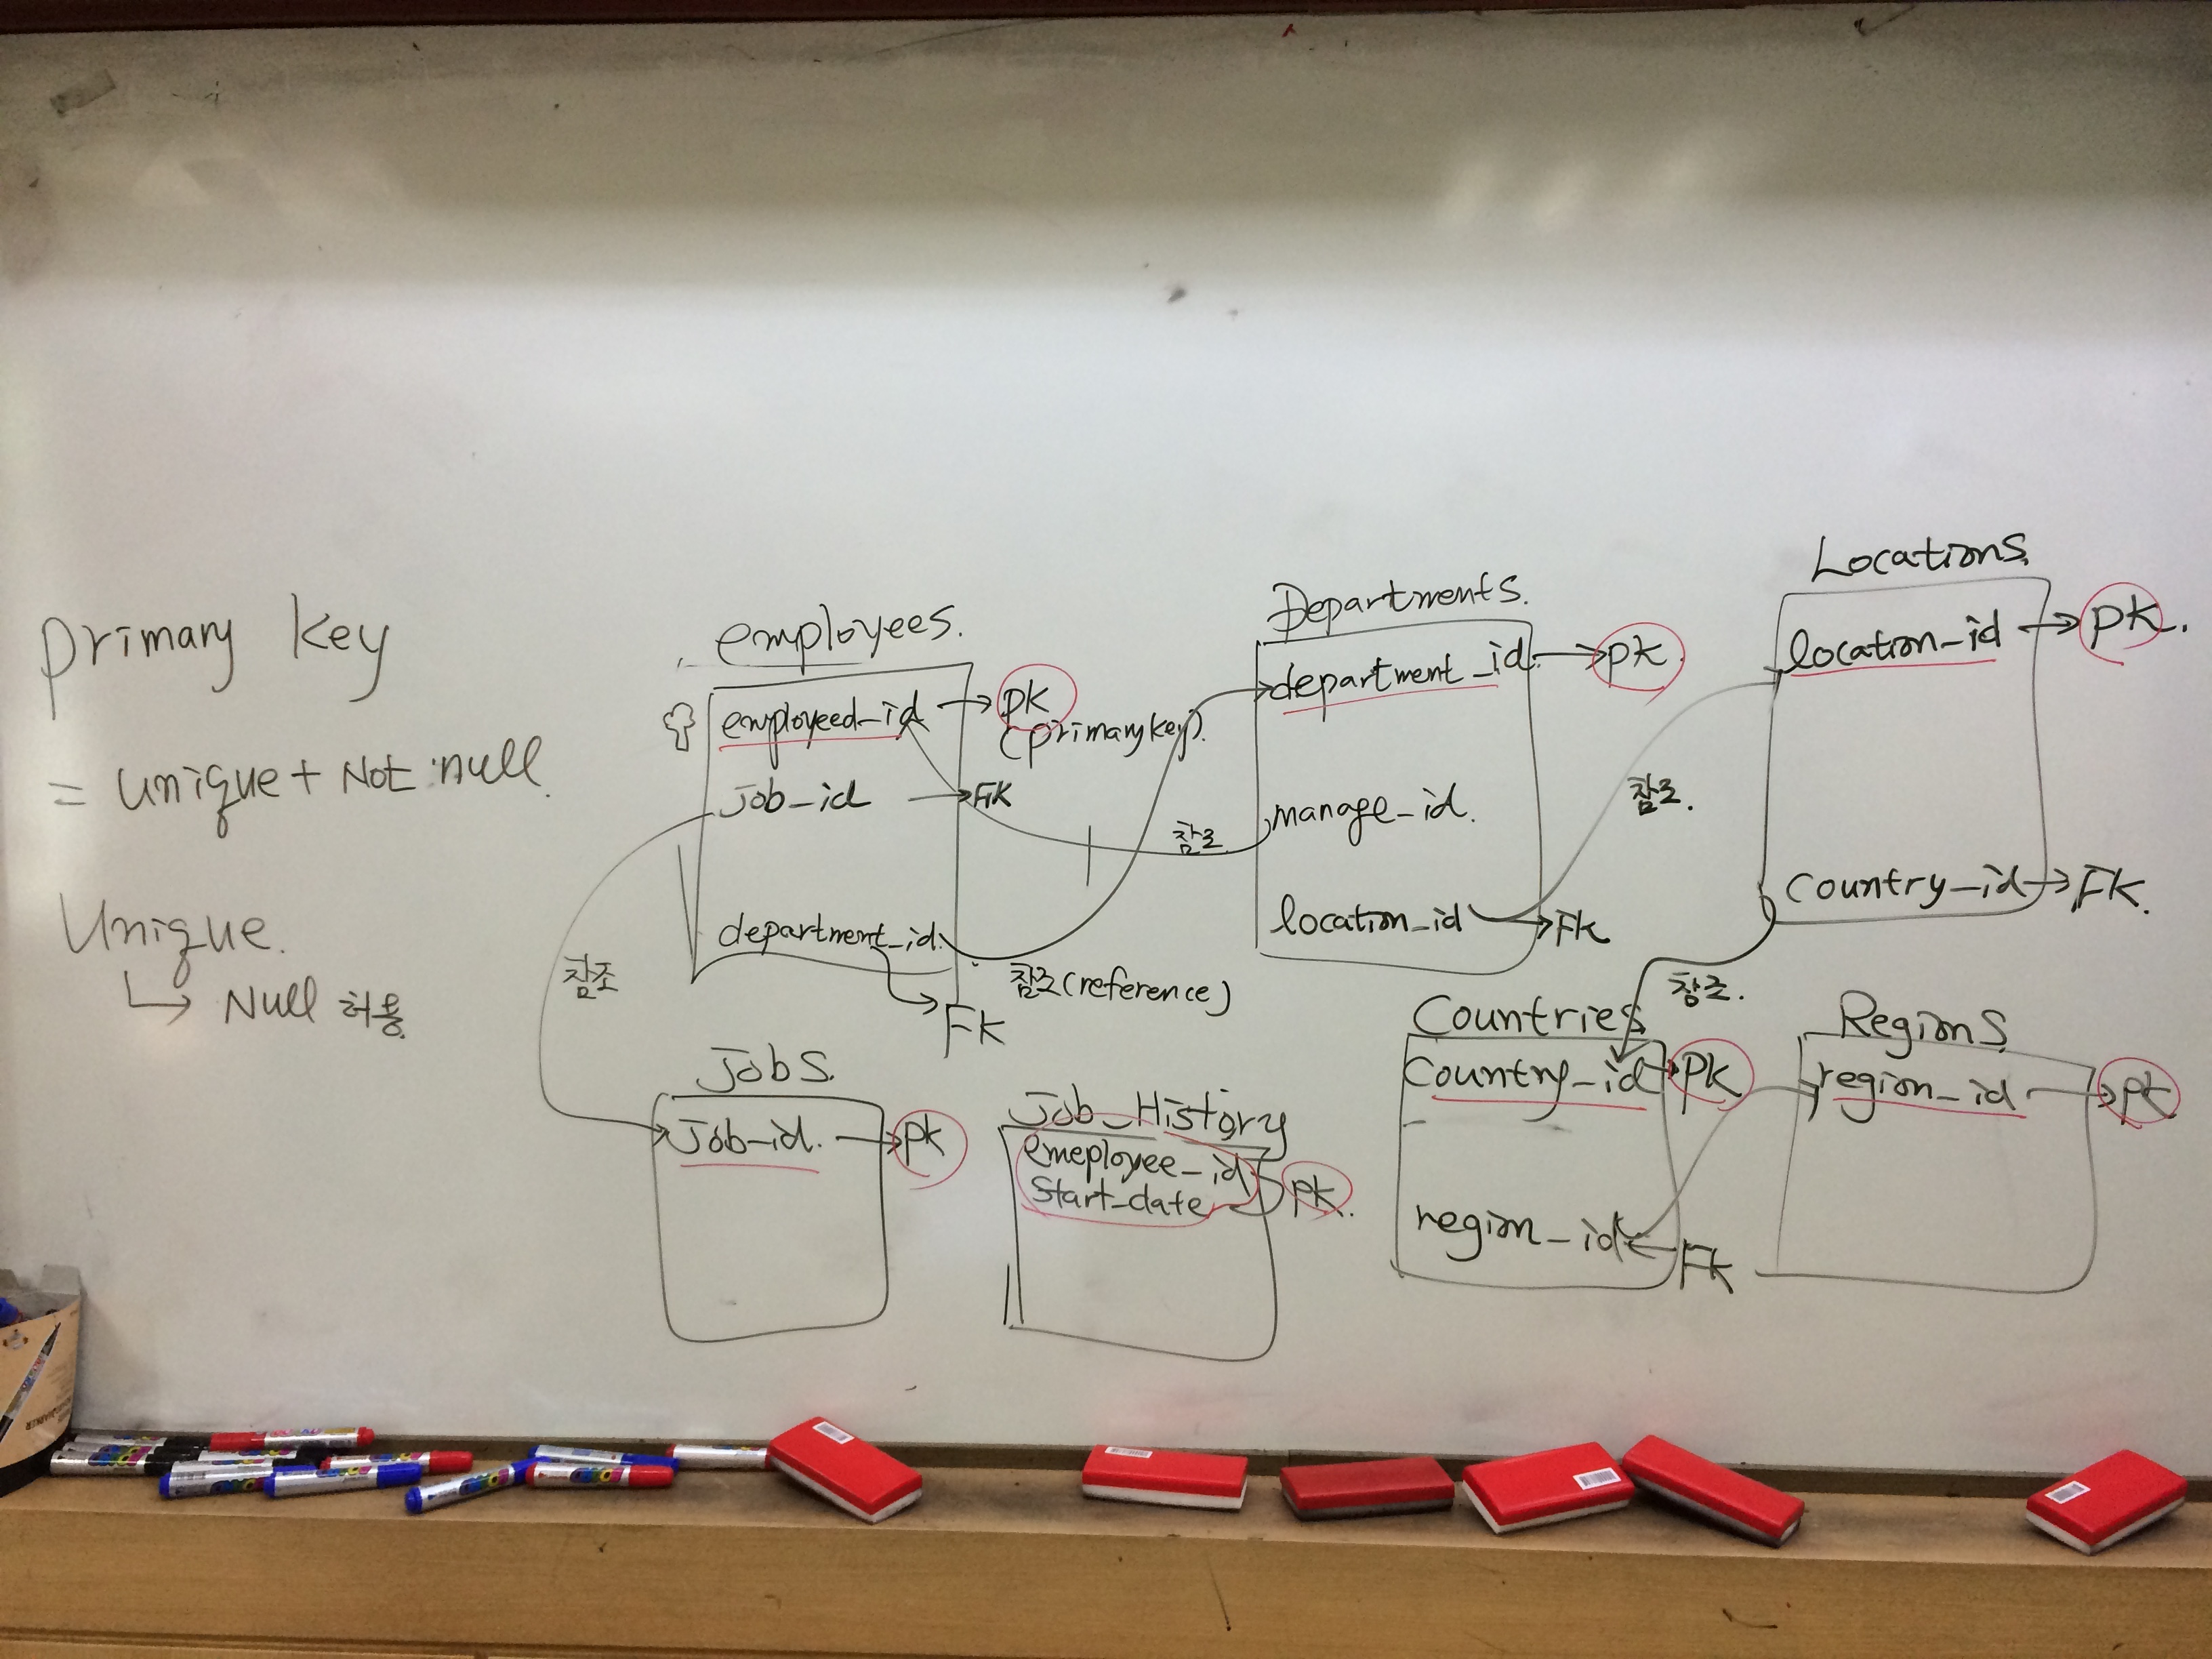 primary key
= unique + Not null.
Unique.
Null 허용.
employees.
employeed_id → PK
(primary key).
Job_id → FK
department_id.
FK
참조
참조(reference)
참조.
Departments.
department_id. → PK.
manage_id.
location_id → FK
참조.
Locations.
location_id → PK.
Country_id → FK.
참조.
Jobs.
Job_id. → PK
Job_History
emeployee_id
Start_date
PK.
Countries
Country_id → PK
region_id ← FK
Regions
region_id → PK